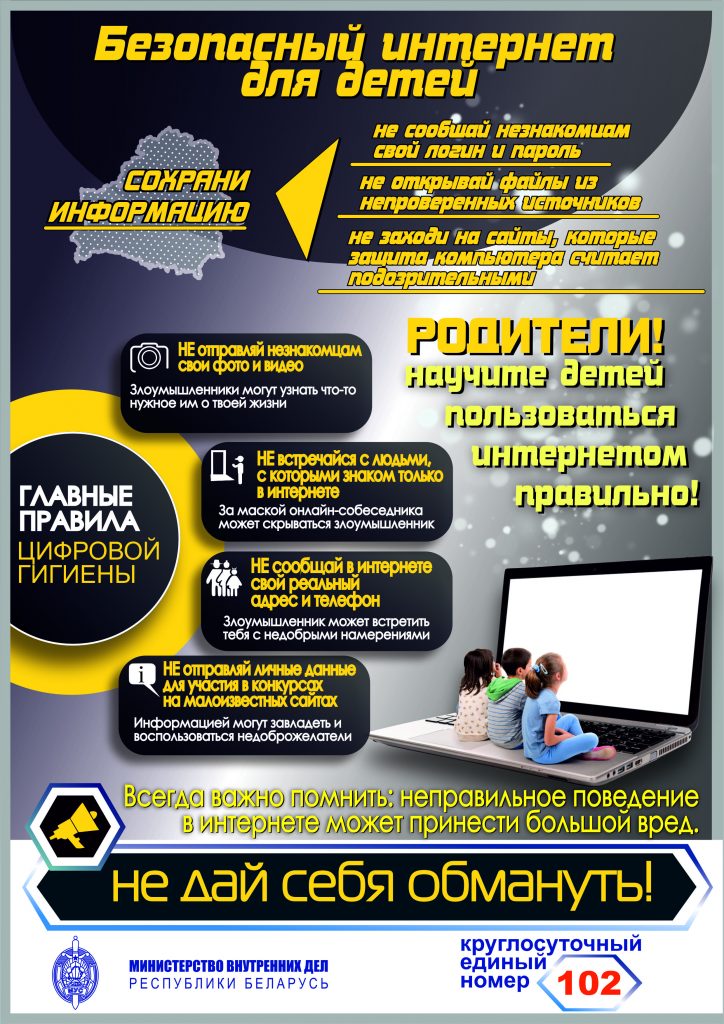 Безопасный интернет
для детей
СОХРАНИ
ИНФОРМАЦИЮ
не сообщай незнакомцам
свой логин и пароль
не открывай файлы из
непроверенных источников
не заходи на сайты, которые
защита компьютера считает
подозрительными
РОДИТЕЛИ!
научите детей
пользоваться
интернетом
правильно!
ГЛАВНЫЕ
ПРАВИЛА
ЦИФРОВОЙ
ГИГИЕНЫ
НЕ отправляй незнакомцам
свои фото и видео
Злоумышленники могут узнать что-то
нужное им о твоей жизни
НЕ встречайся с людьми,
с которыми знаком только
в интернете
За маской онлайн-собеседника
может скрываться злоумышленник
НЕ сообщай в интернете
свой реальный
адрес и телефон
Злоумышленник может встретить
тебя с недобрыми намерениями
НЕ отправляй личные данные
для участия в конкурсах
на малоизвестных сайтах
Информацией могут завладеть и
воспользоваться недоброжелатели
Всегда важно помнить: неправильное поведение
в интернете может принести большой вред.
не дай себя обмануть!
МИНИСТЕРСТВО ВНУТРЕННИХ ДЕЛ
РЕСПУБЛИКИ БЕЛАРУСЬ
круглосуточный
единый
номер 102